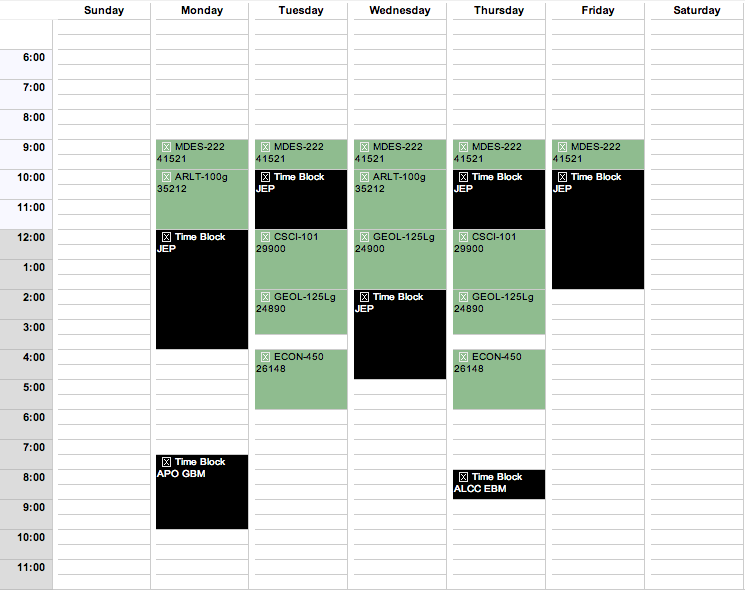 Sunday Monday Tuesday Wednesday Thursday Friday Saturday
6:00
7:00
8:00
9:00
MDES-222 MDES-222 MDES-222 MDES-222 MDES-222
41521 41521 41521 41521 41521
10:00
ARLT-100g Time Block ARLT-100g Time Block Time Block
35212 JEP 35212 JEP JEP
11:00
12:00
Time Block CSCI-101 GEOL-125Lg CSCI-101
JEP 29900 24900 29900
1:00
2:00
GEOL-125Lg Time Block GEOL-125Lg
24890 JEP 24890
3:00
4:00
ECON-450 ECON-450
26148 26148
5:00
6:00
7:00
Time Block
APO GBM
8:00
Time Block
ALCC EBM
9:00
10:00
11:00